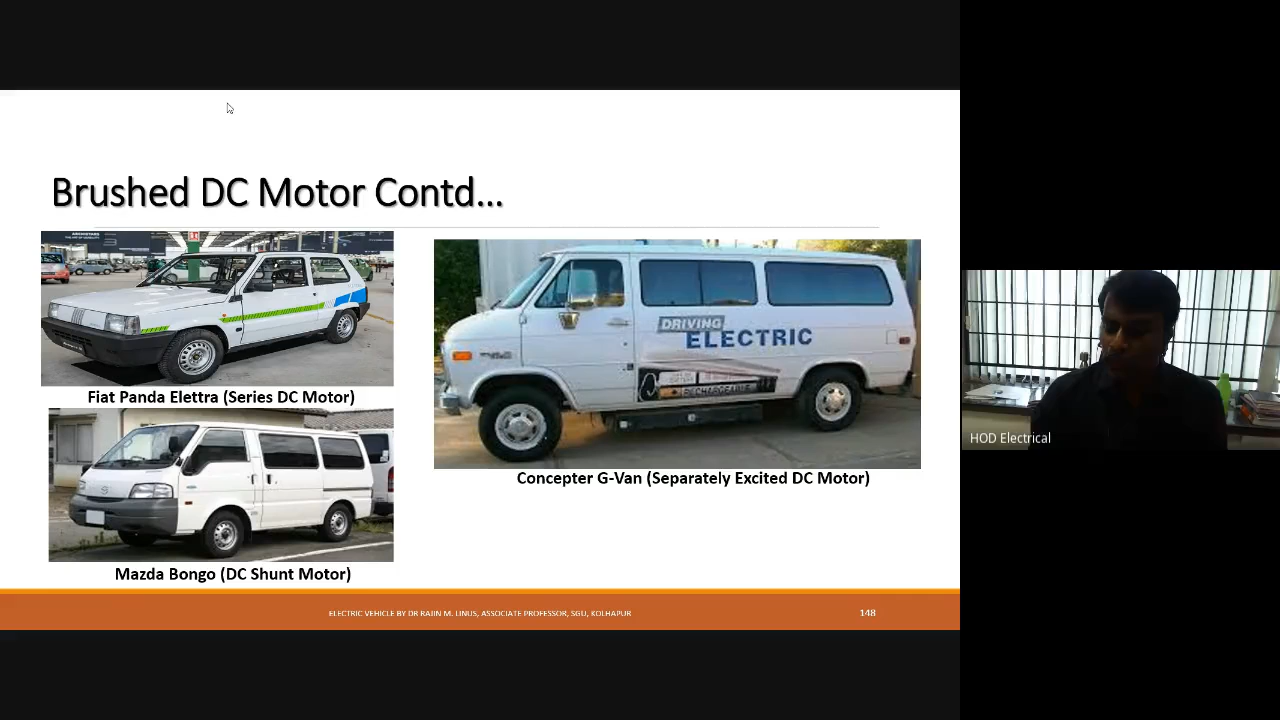 Brushed DC Motor Contd...
Fiat Panda Elettra (Series DC Motor)
DRIVING
ELECTRIC
RECHARGEABLE
Concepter G-Van (Separately Excited DC Motor)
Mazda Bongo (DC Shunt Motor)
ELECTRIC VEHICLE BY DR RAJIN M. LINUS, ASSOCIATE PROFESSOR, SGU, KOLHAPUR
148
HOD Electrical